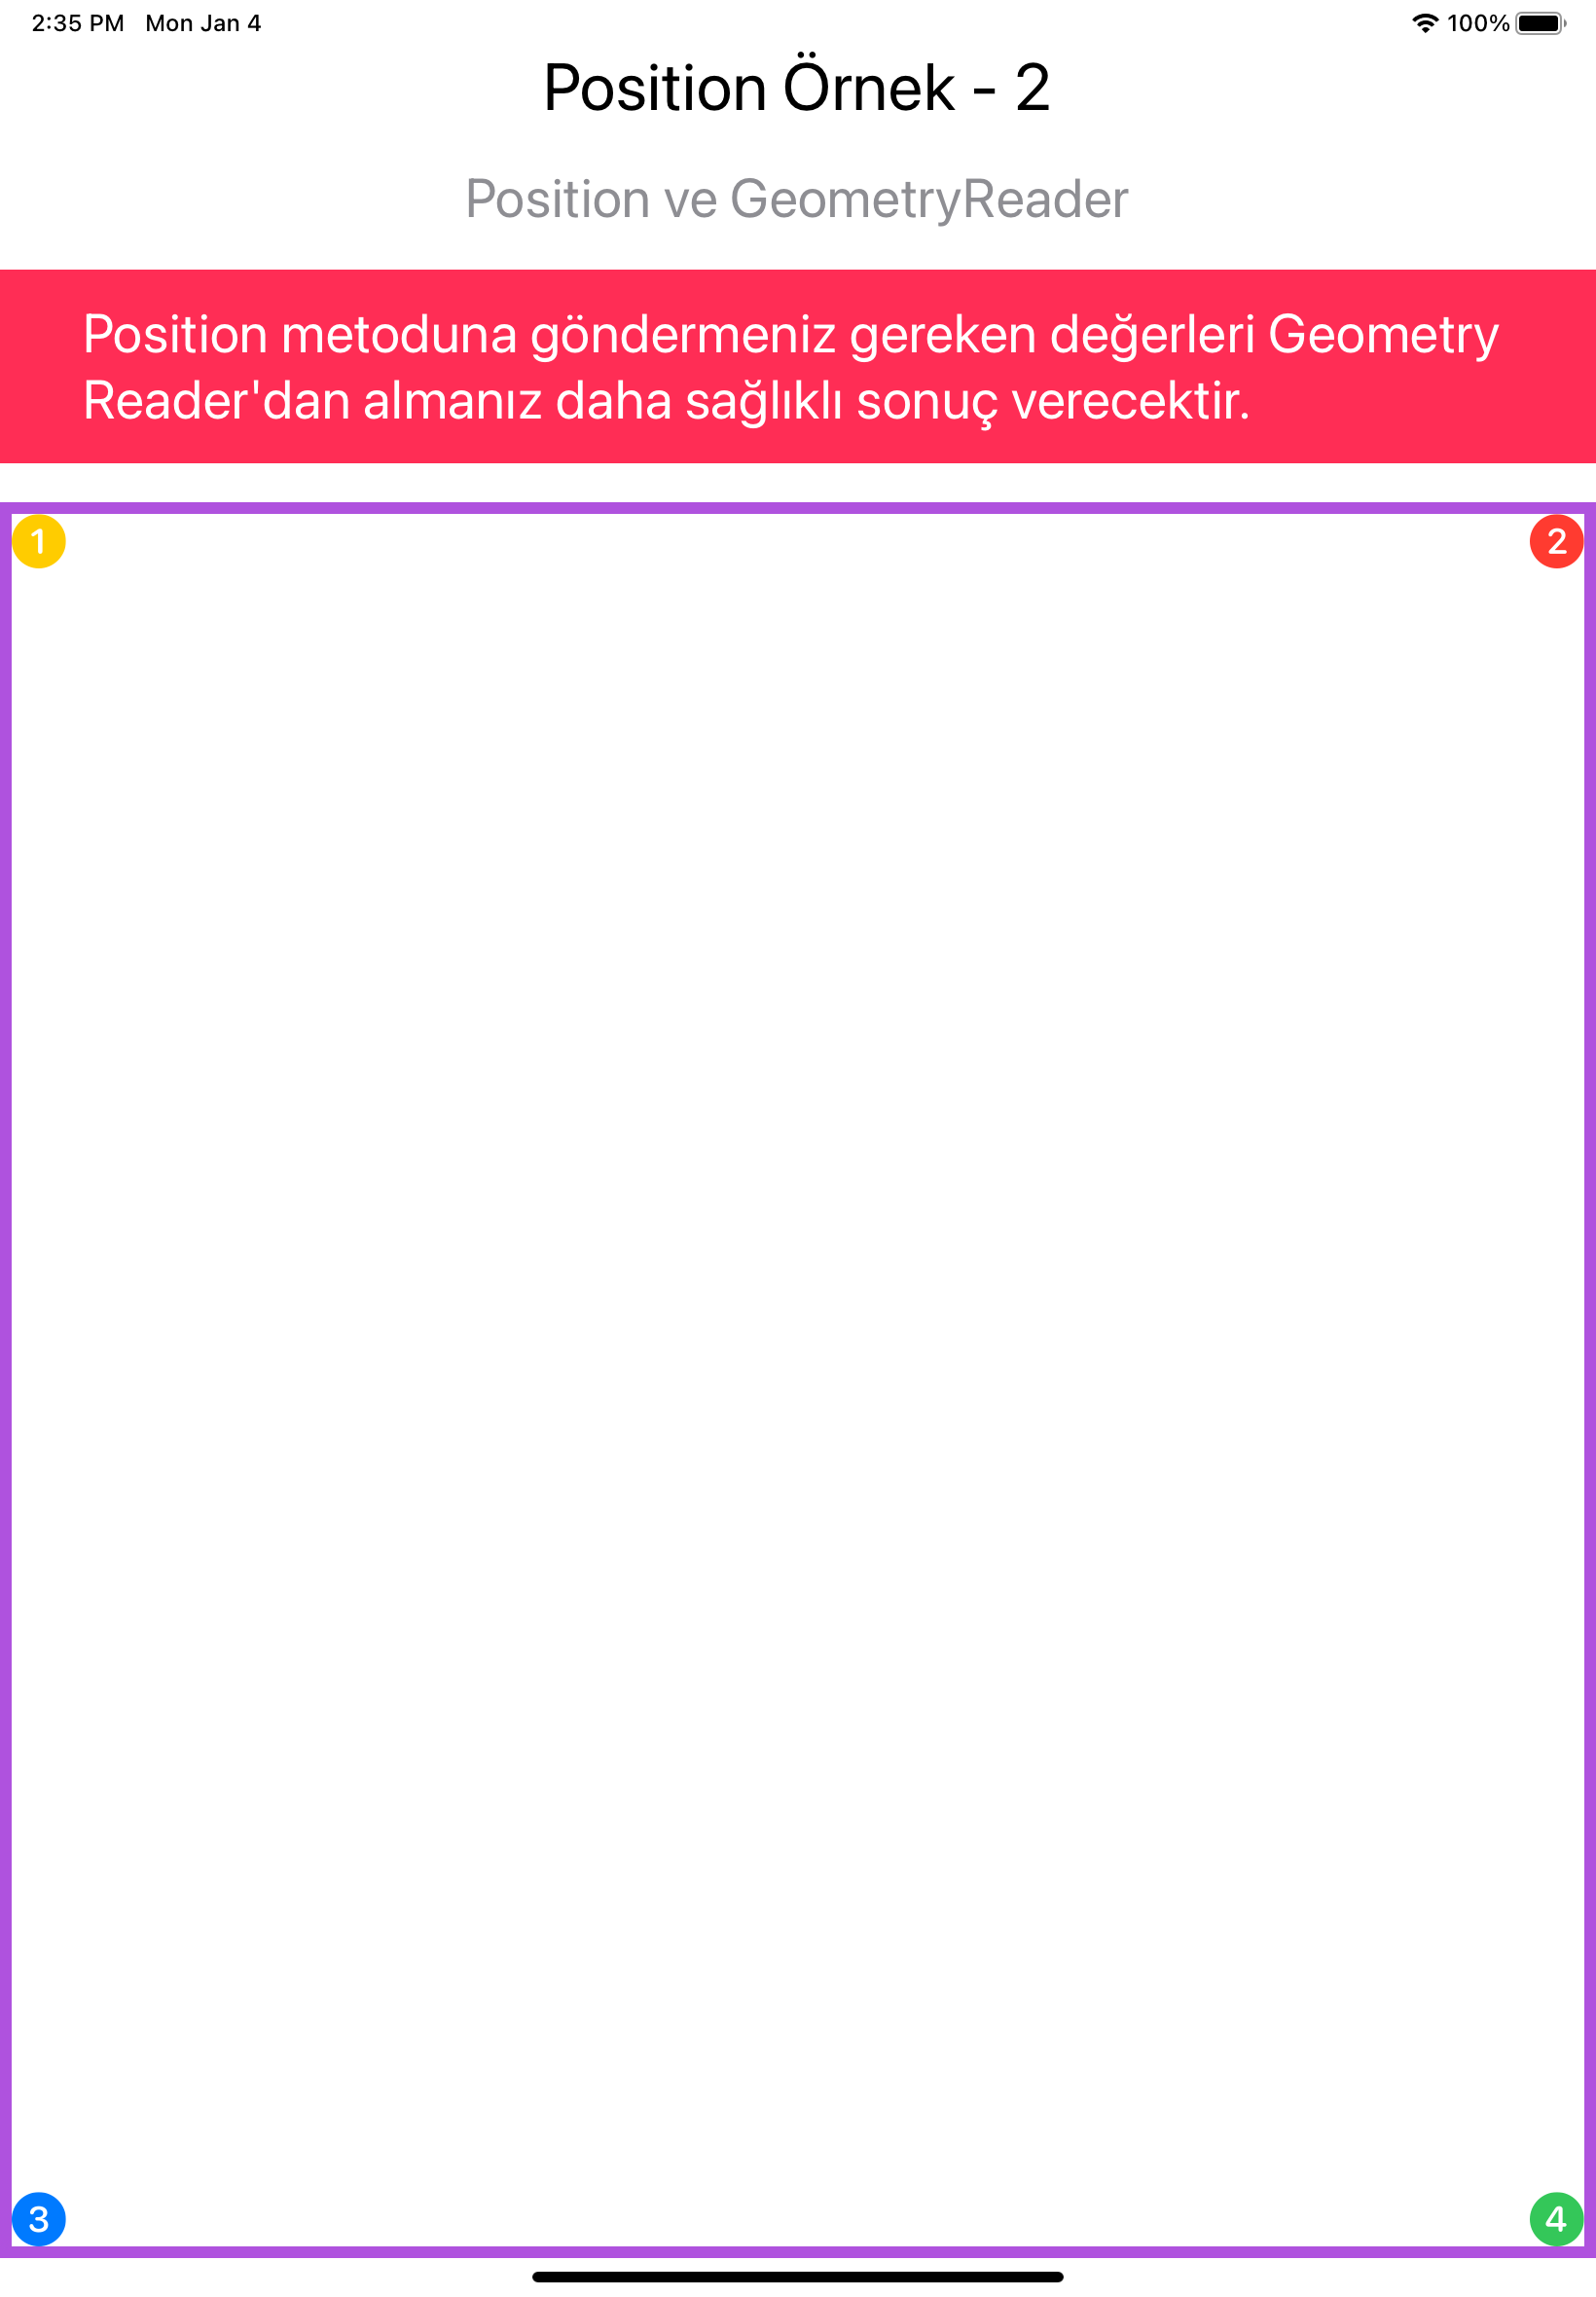 2:35 PM Mon Jan 4 100%
Position Örnek - 2
Position ve GeometryReader
Position metoduna göndermeniz gereken değerleri Geometry
Reader'dan almanız daha sağlıklı sonuç verecektir.
1 2
3 4